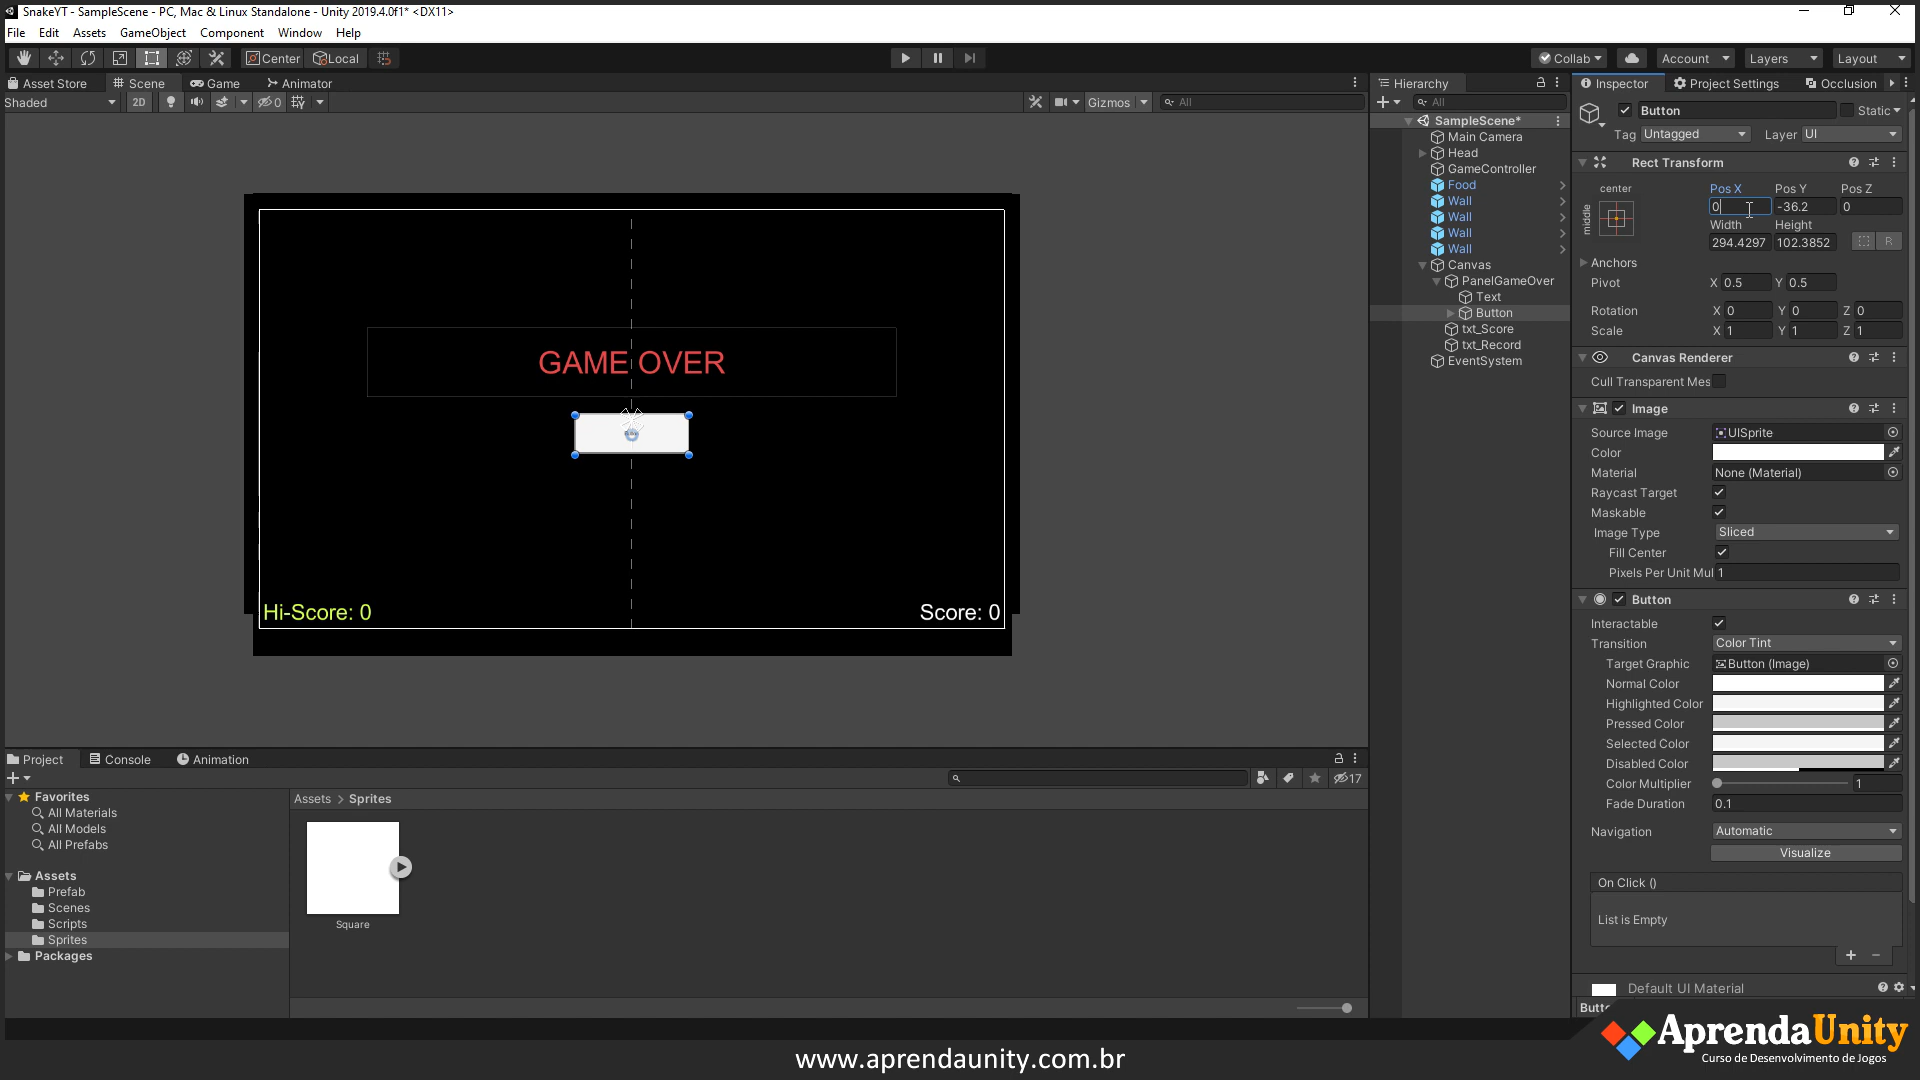 SnakeYT - SampleScene - PC, Mac & Linux Standalone - Unity 2019.4.0f1* <DX11>
File Edit Assets GameObject Component Window Help
Center Local
Collab Account Layers Layout
Asset Store Scene Game Animator
Shaded 2D 0 Gizmos All
Hierarchy
All
SampleScene*
Main Camera
Head
GameController
Food
Wall
Wall
Wall
Wall
Canvas
PanelGameOver
Text
Button
txt_Score
txt_Record
EventSystem
GAME OVER
Hi-Score: 0
Score: 0
Inspector Project Settings Occlusion
Button Static
Tag Untagged Layer UI
Rect Transform
center Pos X Pos Y Pos Z
middle 0 -36.2 0
Width Height
294.4297 102.3852 R
Anchors
Pivot X 0.5 Y 0.5
Rotation X 0 Y 0 Z 0
Scale X 1 Y 1 Z 1
Canvas Renderer
Cull Transparent Mes
Image
Source Image UISprite
Color
Material None (Material)
Raycast Target
Maskable
Image Type Sliced
Fill Center
Pixels Per Unit Mul 1
Button
Interactable
Transition Color Tint
Target Graphic Button (Image)
Normal Color
Highlighted Color
Pressed Color
Selected Color
Disabled Color
Color Multiplier 1
Fade Duration 0.1
Navigation Automatic
Visualize
On Click ()
List is Empty
Default UI Material
Project Console Animation
17
Favorites
All Materials
All Models
All Prefabs
Assets
Prefab
Scenes
Scripts
Sprites
Packages
Assets > Sprites
Square
AprendaUnity
Curso de Desenvolvimento de Jogos
www.aprendaunity.com.br